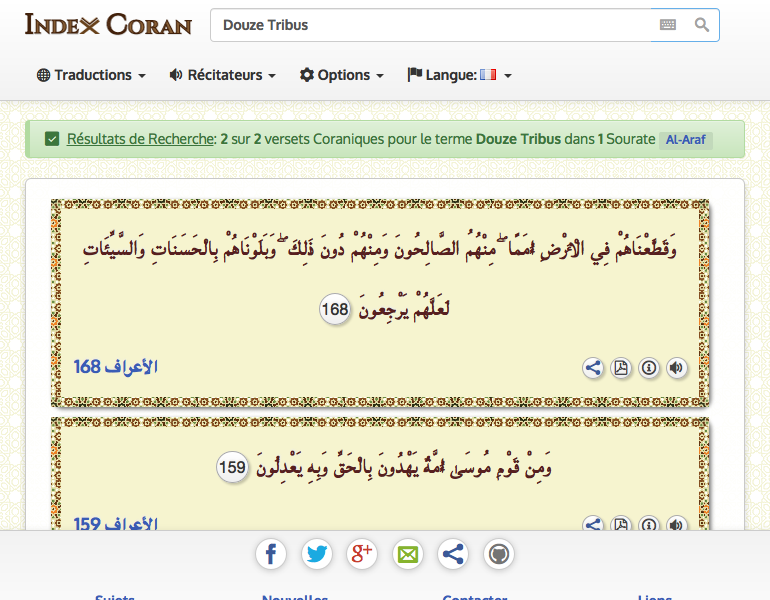 Index Coran
Douze Tribus
Traductions
Récitateurs
Options
Langue:
Résultats de Recherche: 2 sur 2 versets Coraniques pour le terme Douze Tribus dans 1 Sourate Al-Araf
وَقَطَّعْنَاهُمْ فِي الْأَرْضِ أُمَمًا ۖ مِنْهُمُ الصَّالِحُونَ وَمِنْهُمْ دُونَ ذَٰلِكَ ۖ وَبَلَوْنَاهُمْ بِالْحَسَنَاتِ وَالسَّيِّئَاتِ
لَعَلَّهُمْ يَرْجِعُونَ 168
الأعراف 168
وَمِنْ قَوْمِ مُوسَىٰ أُمَّةٌ يَهْدُونَ بِالْحَقِّ وَبِهِ يَعْدِلُونَ 159
الأعراف 159
Sujets
Nouvelles
Contacter
Liens